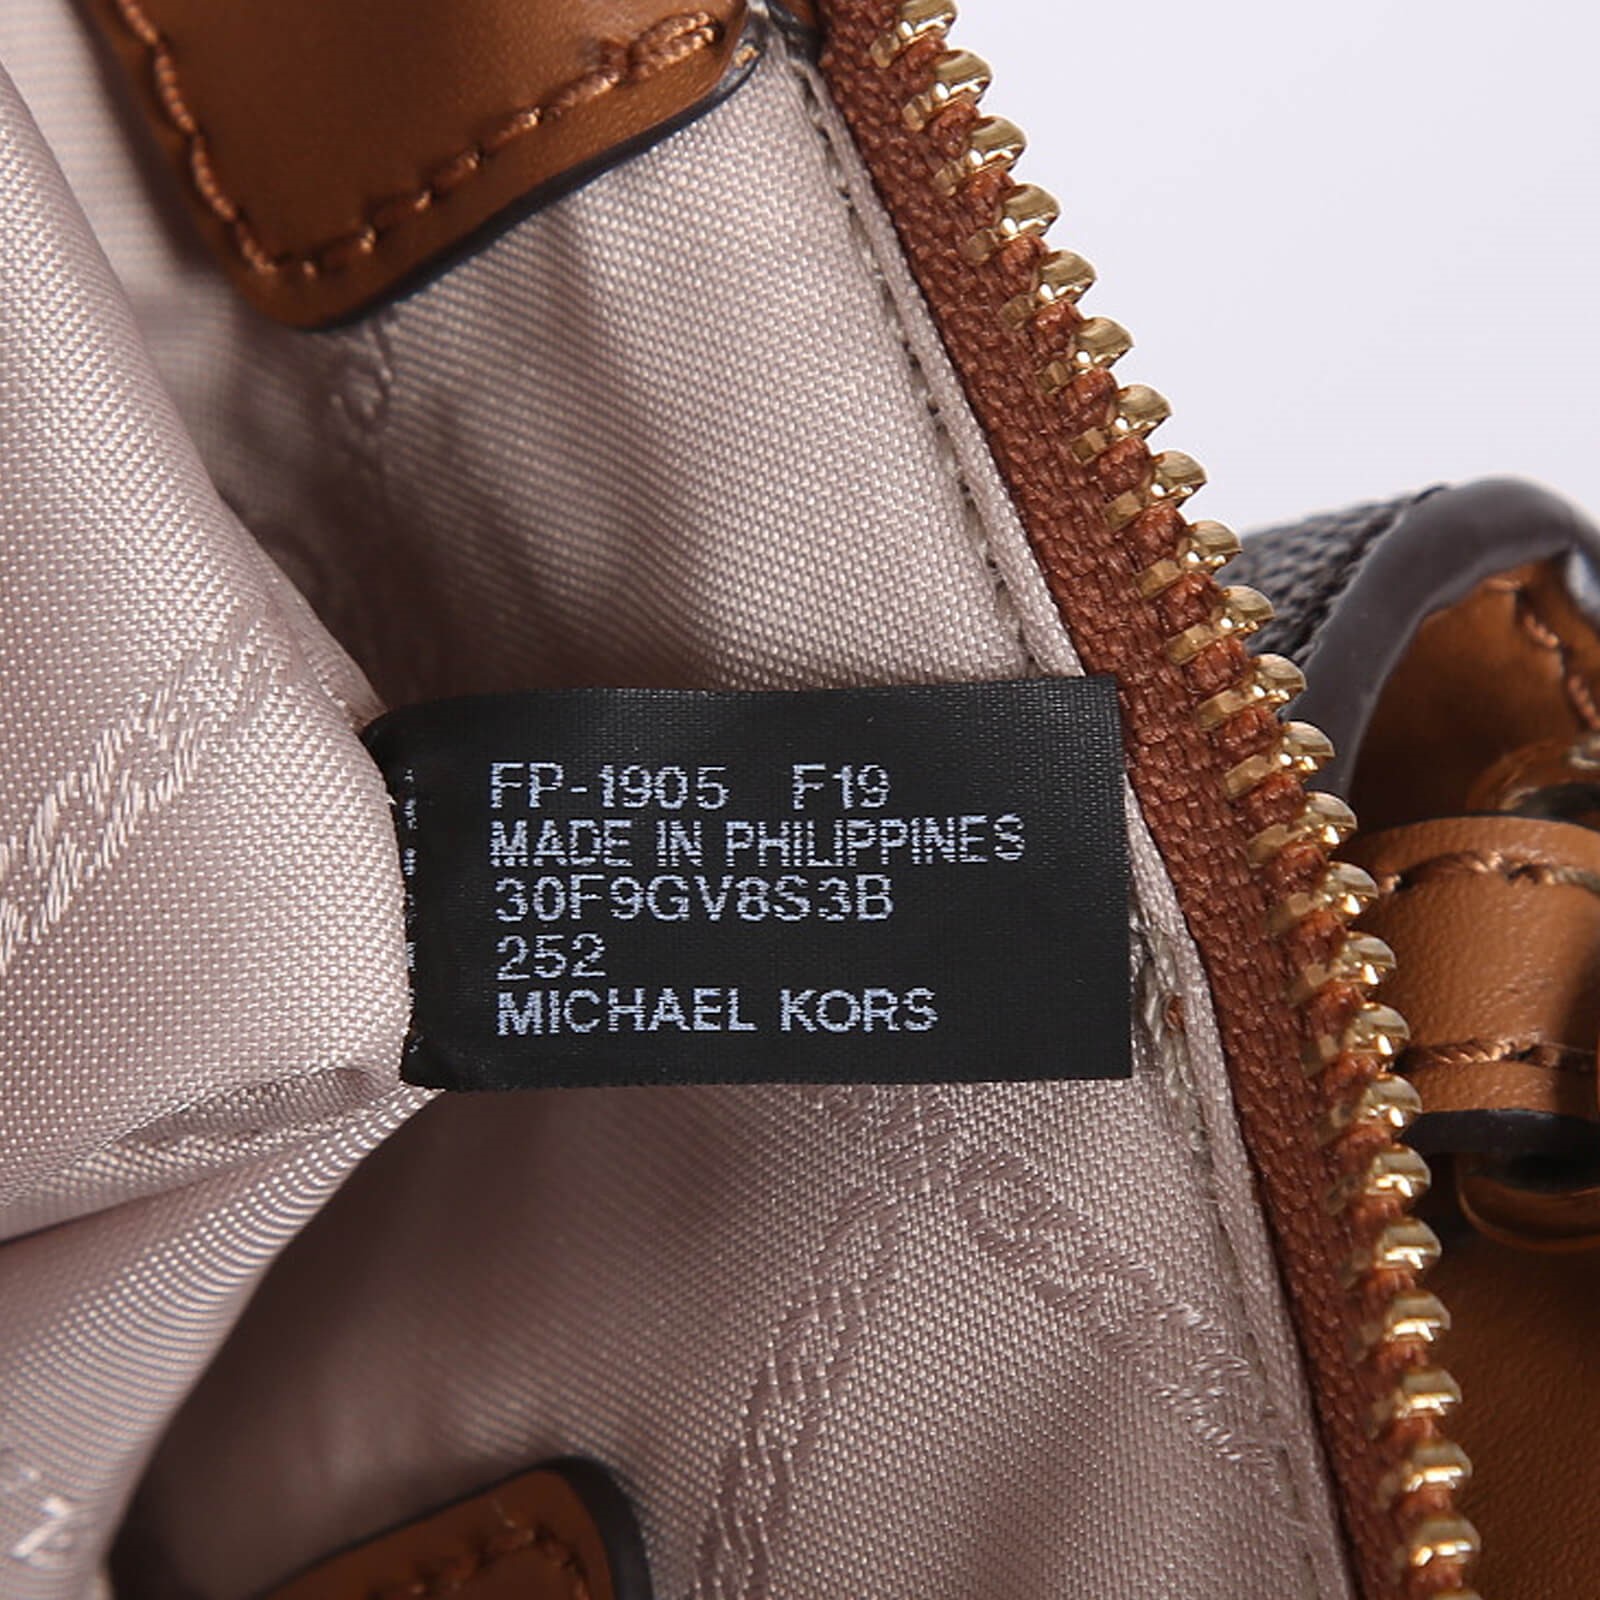 FP-1905 F19
MADE IN PHILIPPINES
30F9GV8S3B
252
MICHAEL KORS